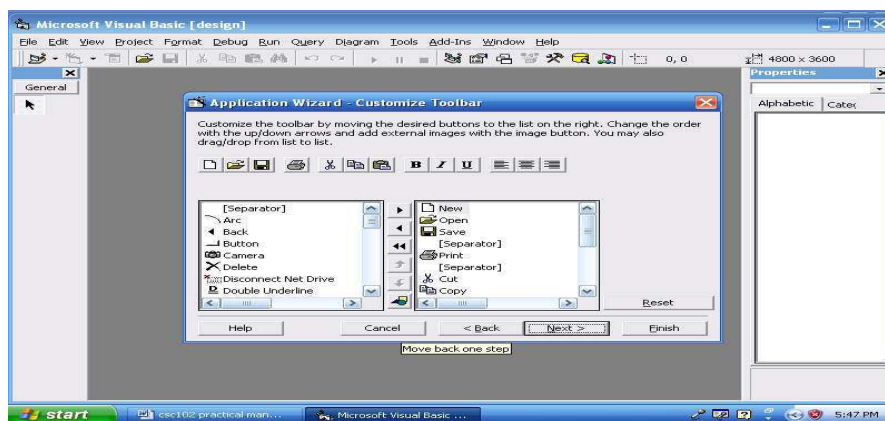 Microsoft Visual Basic [design]
File Edit View Project Format Debug Run Query Diagram Tools Add-Ins Window Help
0, 0 4800 x 3600
General
Properties
Alphabetic
Application Wizard - Customize Toolbar
Customize the toolbar by moving the desired buttons to the list on the right. Change the order
with the up/down arrows and add external images with the image button. You may also
drag/drop from list to list.
B I U
[Separator]
Arc
Back
Button
Camera
Delete
Disconnect Net Drive
Double Underline
New
Open
Save
[Separator]
Print
[Separator]
Cut
Copy
Reset
Help Cancel < Back Next > Finish
Move back one step
start csc102 practical man... Microsoft Visual Basic ... 5:47 PM